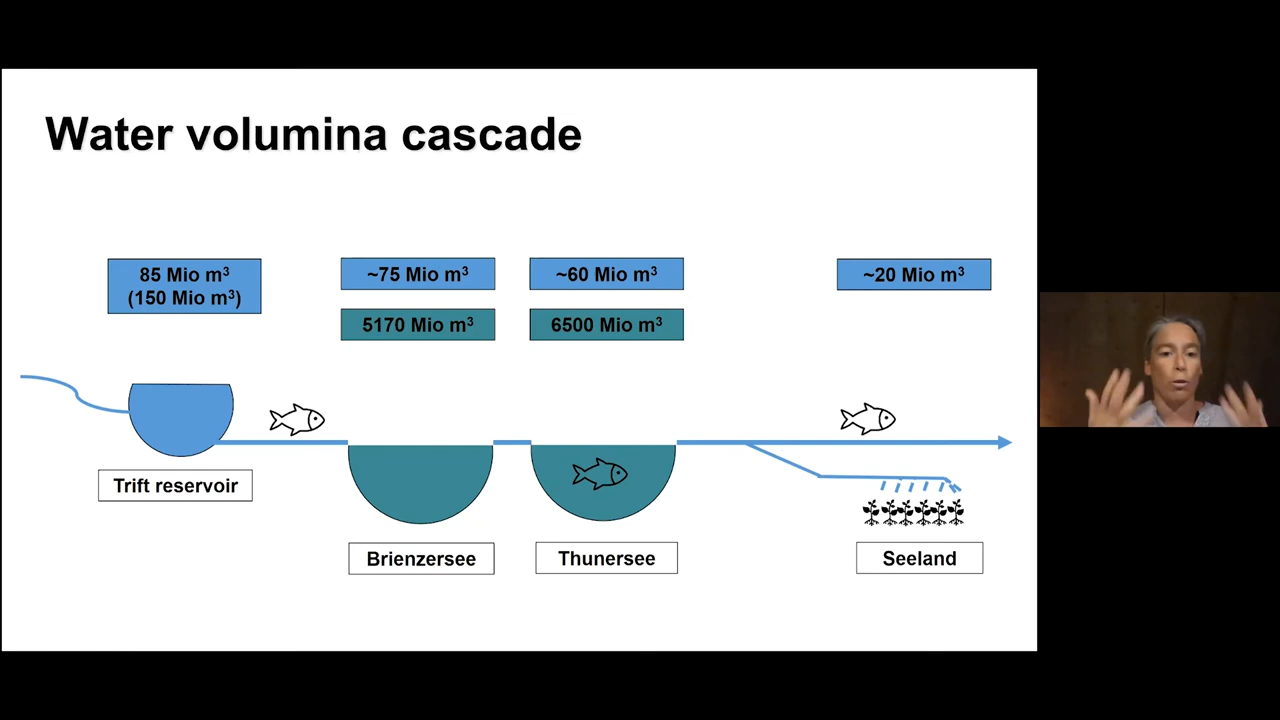 Water volumina cascade
85 Mio m³
(150 Mio m³)
~75 Mio m³
~60 Mio m³
~20 Mio m³
5170 Mio m³
6500 Mio m³
Trift reservoir
Brienzersee
Thunersee
Seeland